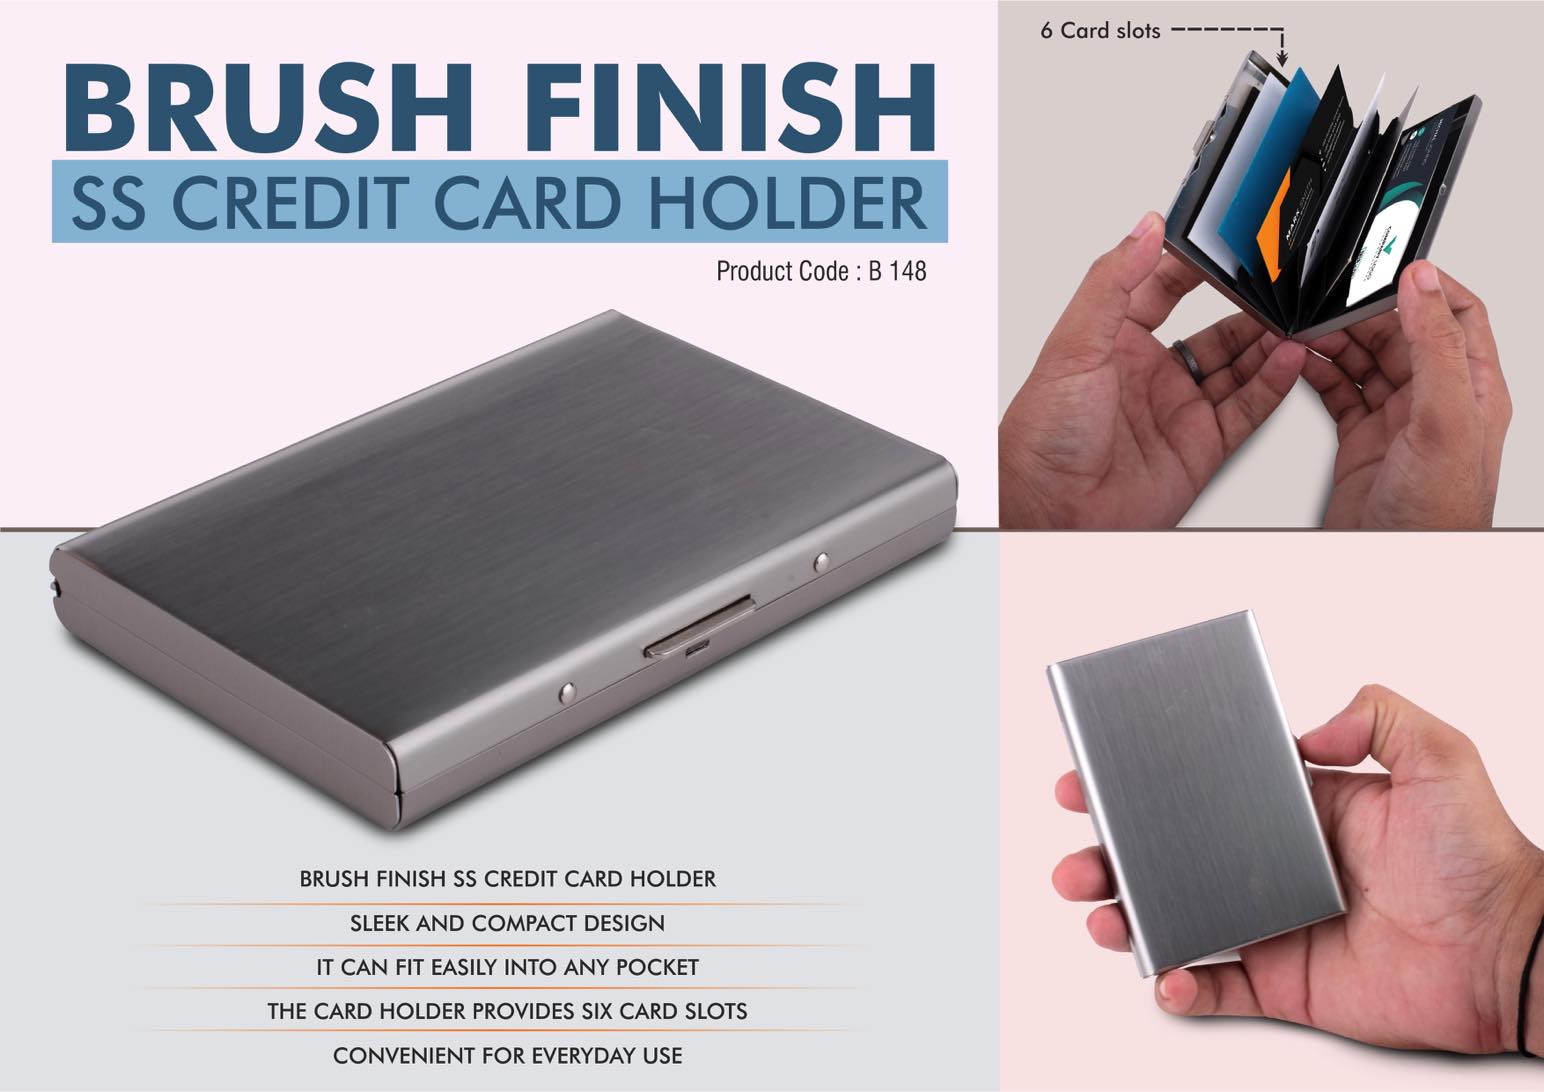 BRUSH FINISH
SS CREDIT CARD HOLDER
Product Code : B 148
6 Card slots
MARK
BRUSH FINISH SS CREDIT CARD HOLDER
SLEEK AND COMPACT DESIGN
IT CAN FIT EASILY INTO ANY POCKET
THE CARD HOLDER PROVIDES SIX CARD SLOTS
CONVENIENT FOR EVERYDAY USE